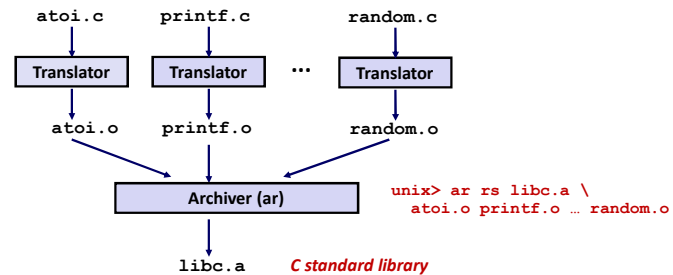 atoi.c printf.c random.c
Translator Translator ... Translator
atoi.o printf.o random.o
Archiver (ar)
unix> ar rs libc.a \
atoi.o printf.o … random.o
libc.a C standard library